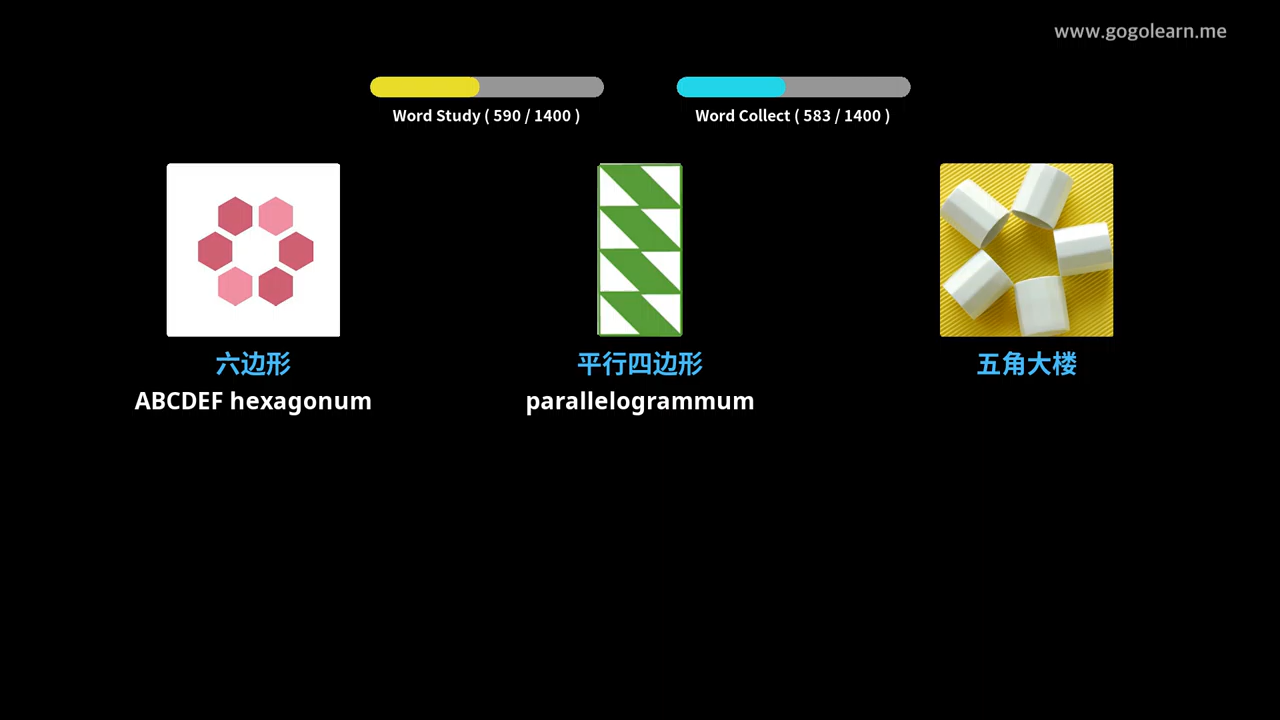 www.gogolearn.me
Word Study ( 590 / 1400 )
Word Collect ( 583 / 1400 )
六边形
平行四边形
五角大楼
ABCDEF hexagonum
parallelogrammum